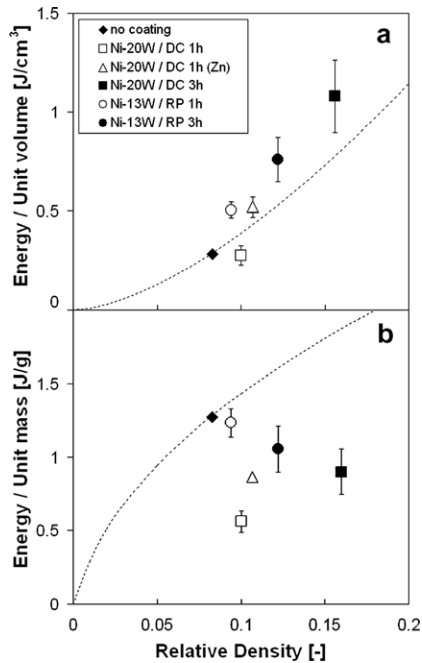 1.5
a
◆ no coating
□ Ni-20W / DC 1h
△ Ni-20W / DC 1h (Zn)
■ Ni-20W / DC 3h
○ Ni-13W / RP 1h
● Ni-13W / RP 3h
Energy / Unit volume [J/cm³]
1
0.5
0
b
Energy / Unit mass [J/g]
1.5
1
0.5
0
0
0.05
0.1
0.15
0.2
Relative Density [-]